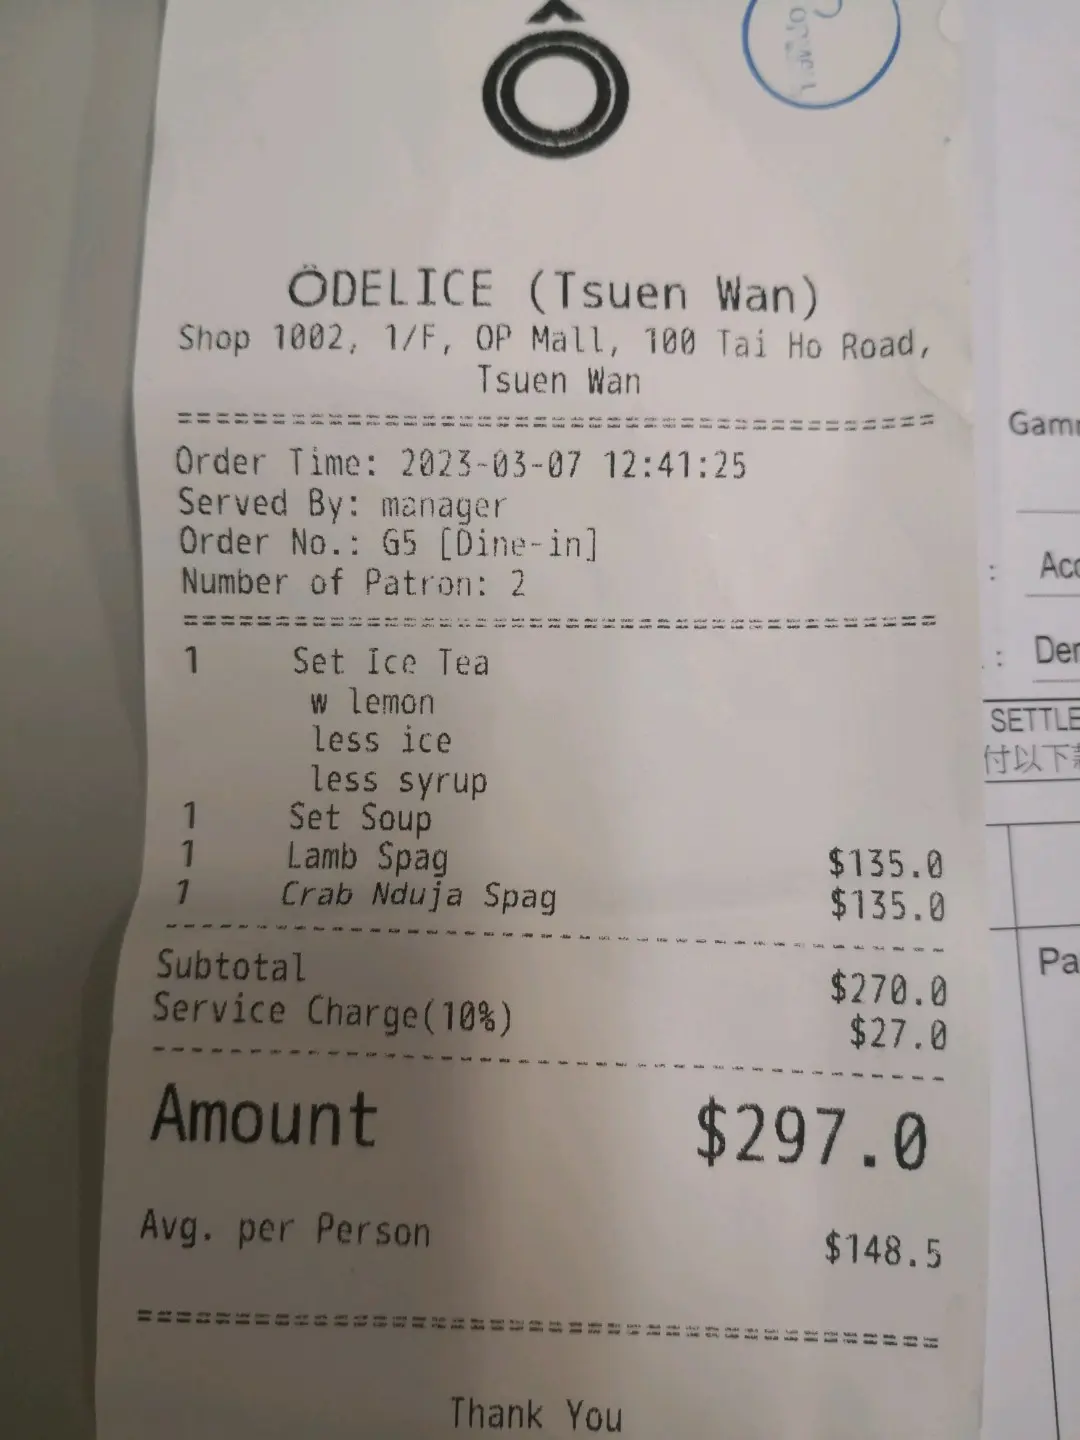 ÖDELICE (Tsuen Wan)
Shop 1002, 1/F, OP Mall, 100 Tai Ho Road,
Tsuen Wan
Order Time: 2023-03-07 12:41:25
Served By: manager
Order No.: G5 [Dine-in]
Number of Patron: 2
1 Set Ice Tea
w lemon
less ice
less syrup
1 Set Soup
1 Lamb Spag $135.0
1 Crab Nduja Spag $135.0
Subtotal $270.0
Service Charge(10%) $27.0
Amount $297.0
Avg. per Person $148.5
Thank You
SETTLE
付以下